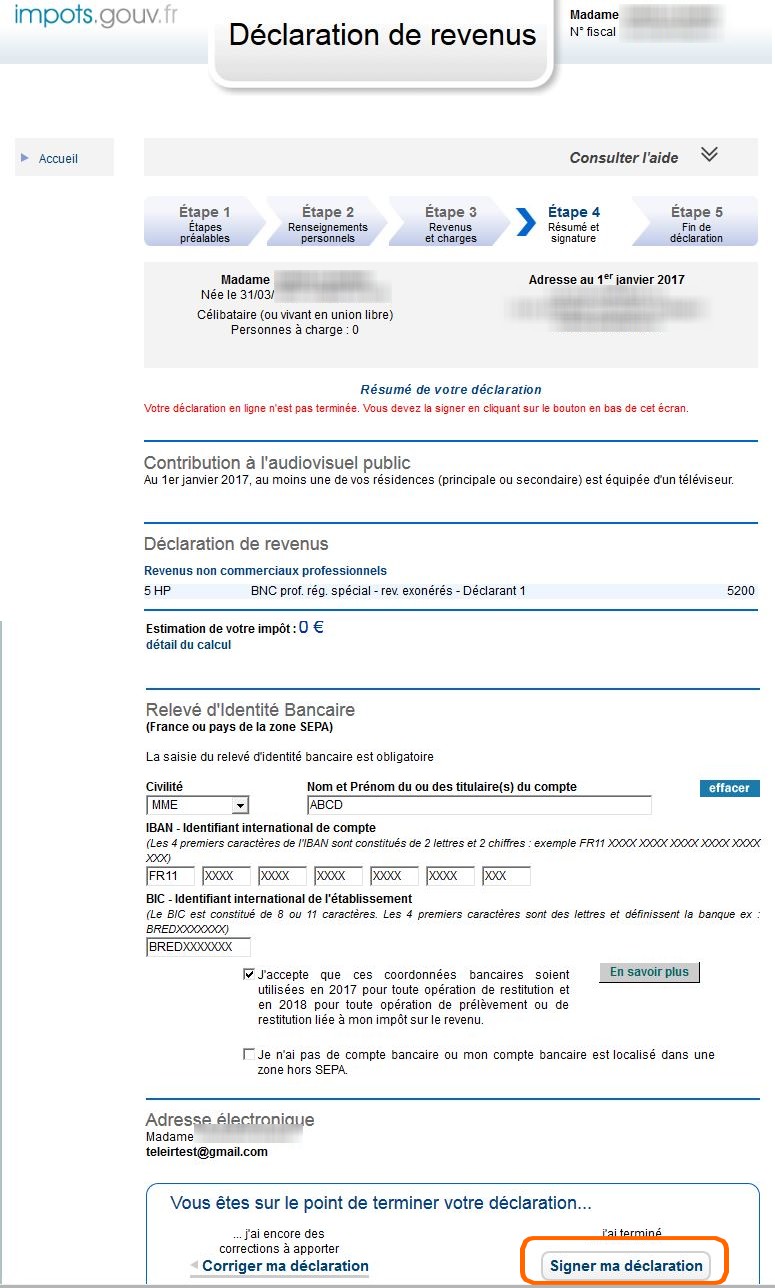 impots.gouv.fr
Déclaration de revenus
Madame
N° fiscal
Accueil
Consulter l'aide
Étape 1
Étapes
préalables
Étape 2
Renseignements
personnels
Étape 3
Revenus
et charges
Étape 4
Résumé et
signature
Étape 5
Fin de
déclaration
Madame
Née le 31/03/
Célibataire (ou vivant en union libre)
Personnes à charge : 0
Adresse au 1er janvier 2017
Résumé de votre déclaration
Votre déclaration en ligne n'est pas terminée. Vous devez la signer en cliquant sur le bouton en bas de cet écran.
Contribution à l'audiovisuel public
Au 1er janvier 2017, au moins une de vos résidences (principale ou secondaire) est équipée d'un téléviseur.
Déclaration de revenus
Revenus non commerciaux professionnels
5 HP BNC prof. rég. spécial - rev. exonérés - Déclarant 1 5200
Estimation de votre impôt : 0 €
détail du calcul
Relevé d'Identité Bancaire
(France ou pays de la zone SEPA)
La saisie du relevé d'identité bancaire est obligatoire
Civilité Nom et Prénom du ou des titulaire(s) du compte effacer
MME ABCD
IBAN - Identifiant international de compte
(Les 4 premiers caractères de l'IBAN sont constitués de 2 lettres et 2 chiffres : exemple FR11 XXXX XXXX XXXX XXXX XXXX
XXX)
FR11 XXXX XXXX XXXX XXXX XXXX XXX
BIC - Identifiant international de l'établissement
(Le BIC est constitué de 8 ou 11 caractères. Les 4 premiers caractères sont des lettres et définissent la banque ex :
BREDXXXXXXX)
BREDXXXXXXX
J'accepte que ces coordonnées bancaires soient
utilisées en 2017 pour toute opération de restitution et
en 2018 pour toute opération de prélèvement ou de
restitution liée à mon impôt sur le revenu.
En savoir plus
Je n'ai pas de compte bancaire ou mon compte bancaire est localisé dans une
zone hors SEPA.
Adresse électronique
Madame
teleirtest@gmail.com
Vous êtes sur le point de terminer votre déclaration...
... j'ai encore des
corrections à apporter
Corriger ma déclaration
j'ai terminé
Signer ma déclaration